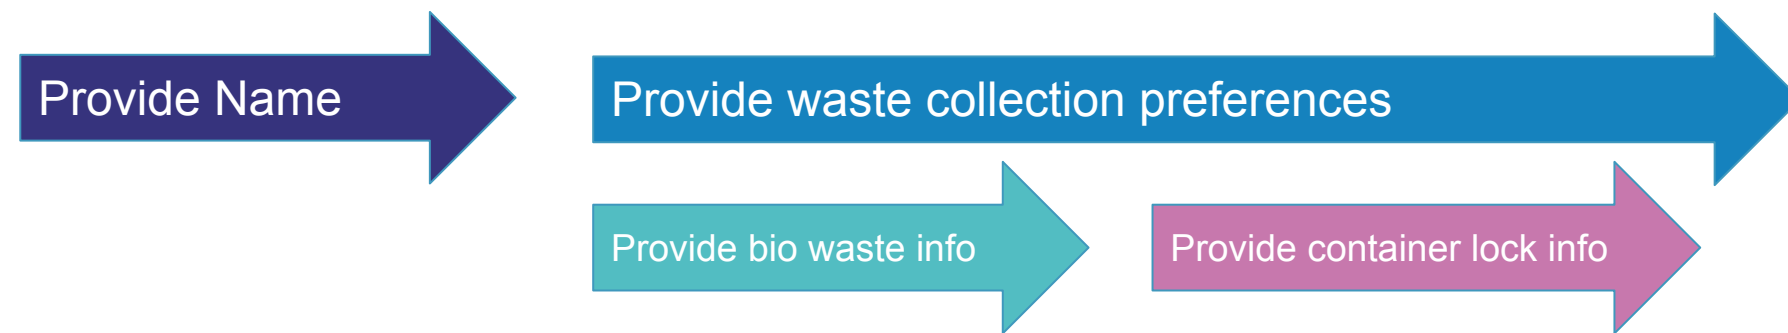 Provide Name
Provide waste collection preferences
Provide bio waste info
Provide container lock info